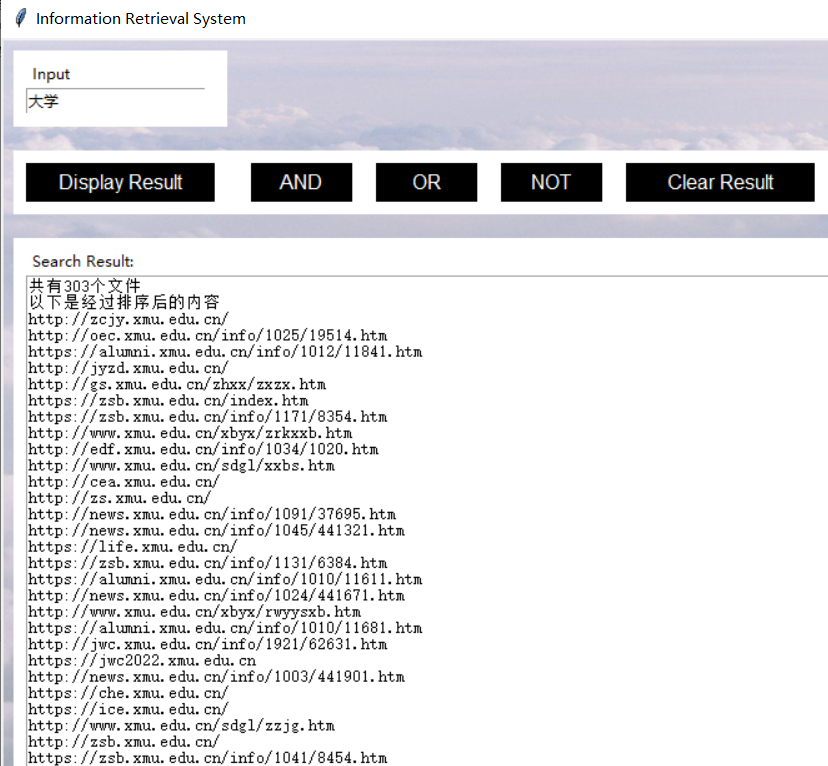 Information Retrieval System
Input
大学
Display Result AND OR NOT Clear Result
Search Result:
共有303个文件
以下是经过排序后的内容
http://zcjy.xmu.edu.cn/
http://oec.xmu.edu.cn/info/1025/19514.htm
https://alumni.xmu.edu.cn/info/1012/11841.htm
http://jyzd.xmu.edu.cn/
http://gs.xmu.edu.cn/zhxx/zxzx.htm
https://zsb.xmu.edu.cn/index.htm
https://zsb.xmu.edu.cn/info/1171/8354.htm
http://www.xmu.edu.cn/xbyx/zrkxxb.htm
http://edf.xmu.edu.cn/info/1034/1020.htm
http://www.xmu.edu.cn/sdgl/xxbs.htm
http://cea.xmu.edu.cn/
http://zs.xmu.edu.cn/
http://news.xmu.edu.cn/info/1091/37695.htm
http://news.xmu.edu.cn/info/1045/441321.htm
https://life.xmu.edu.cn/
https://zsb.xmu.edu.cn/info/1131/6384.htm
https://alumni.xmu.edu.cn/info/1010/11611.htm
http://news.xmu.edu.cn/info/1024/441671.htm
http://www.xmu.edu.cn/xbyx/rwyysxb.htm
https://alumni.xmu.edu.cn/info/1010/11681.htm
http://jwc.xmu.edu.cn/info/1921/62631.htm
https://jwc2022.xmu.edu.cn
http://news.xmu.edu.cn/info/1003/441901.htm
https://che.xmu.edu.cn/
https://ice.xmu.edu.cn/
http://www.xmu.edu.cn/sdgl/zzjg.htm
http://zsb.xmu.edu.cn/
https://zsb.xmu.edu.cn/info/1041/8454.htm